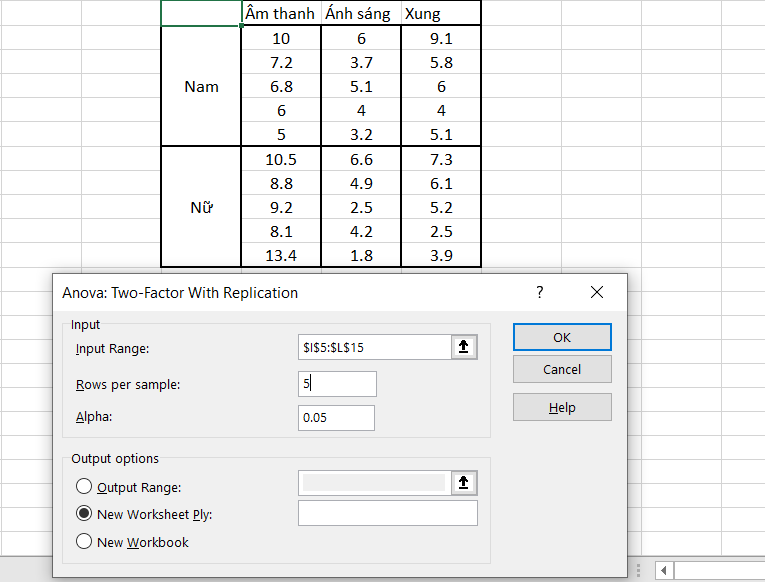 Âm thanh Ánh sáng Xung
10 6 9.1
7.2 3.7 5.8
Nam 6.8 5.1 6
6 4 4
5 3.2 5.1
10.5 6.6 7.3
8.8 4.9 6.1
Nữ 9.2 2.5 5.2
8.1 4.2 2.5
13.4 1.8 3.9
Anova: Two-Factor With Replication ?
Input
Input Range: $I$5:$L$15 OK
Rows per sample: 5 Cancel
Alpha: 0.05 Help
Output options
Output Range:
New Worksheet Ply:
New Workbook